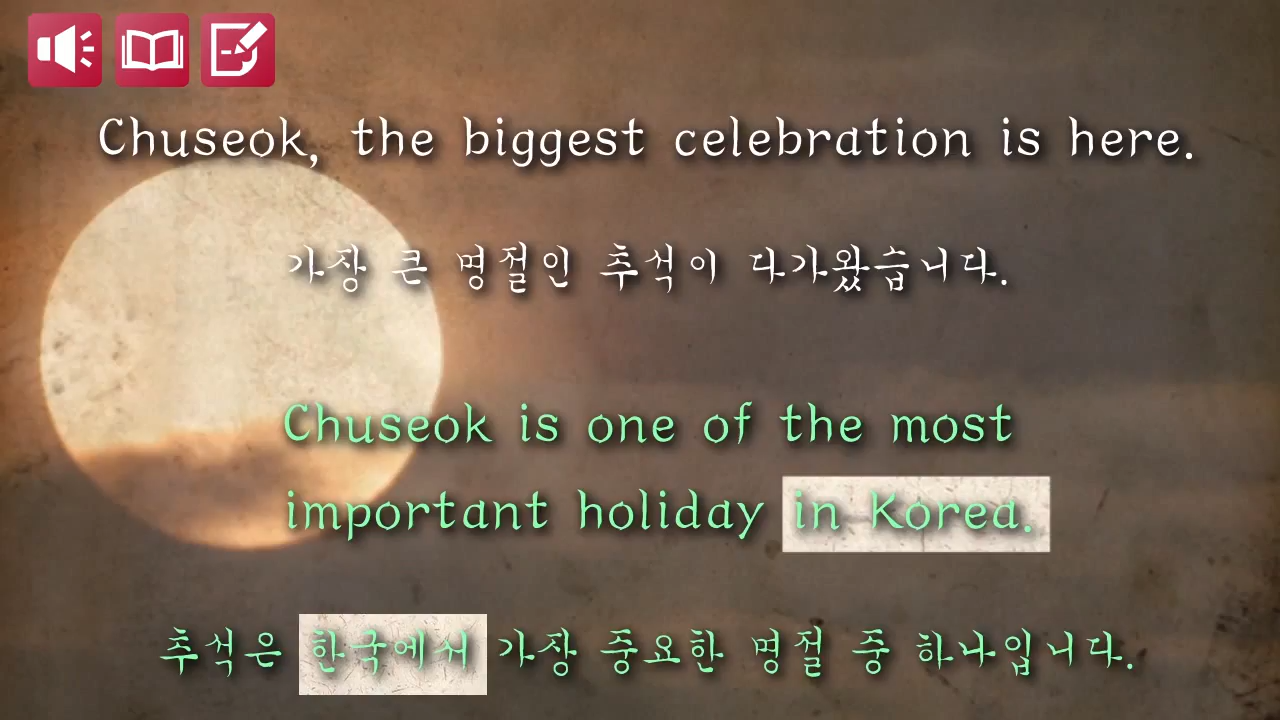 Chuseok, the biggest celebration is here.
가장 큰 명절인 추석이 다가왔습니다.
Chuseok is one of the most
important holiday in Korea.
추석은 한국에서 가장 중요한 명절 중 하나입니다.